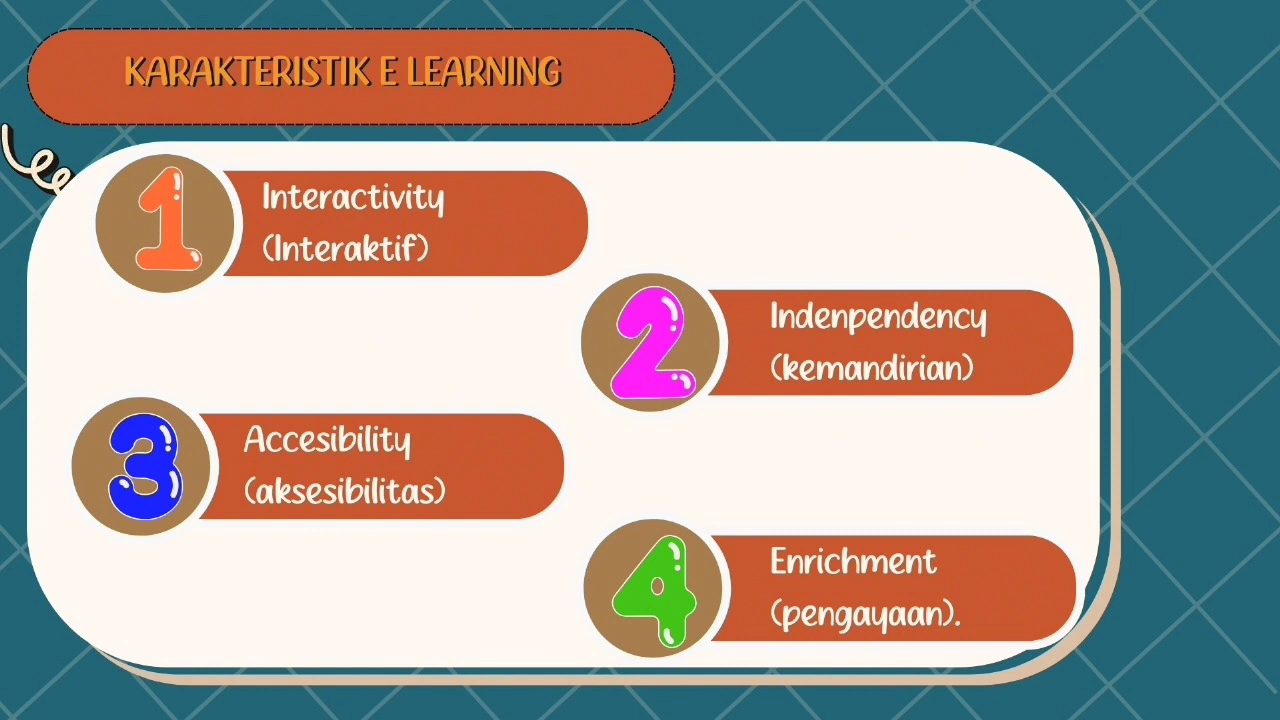 KARAKTERISTIK E LEARNING
1
Interactivity
(Interaktif)
2
Indenpendency
(kemandirian)
3
Accesibility
(aksesibilitas)
4
Enrichment
(pengayaan).